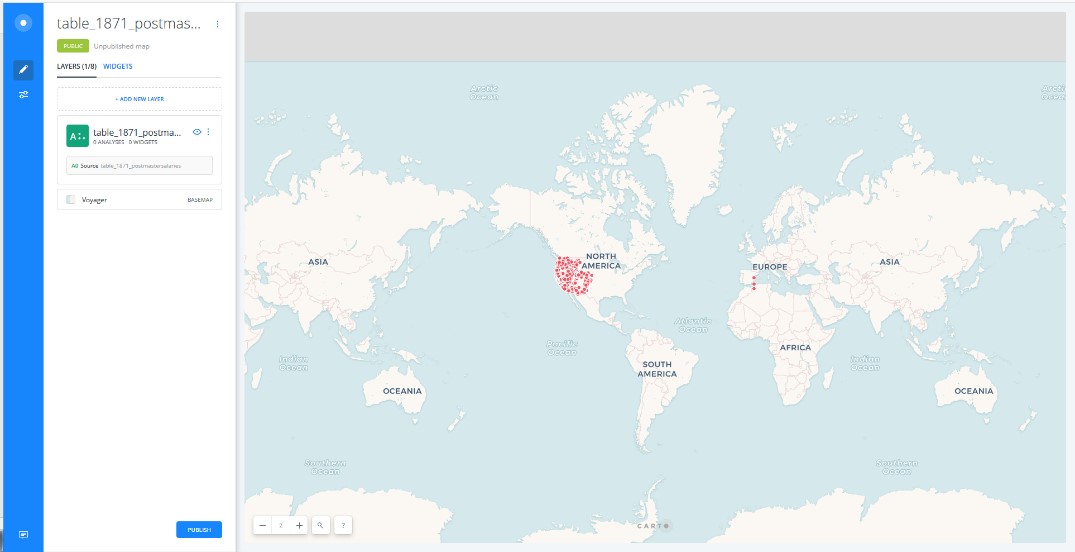 table_1871_postmas...
PUBLIC Unpublished map
LAYERS (1/8) WIDGETS
+ ADD NEW LAYER
A::. table_1871_postma...
0 ANALYSES · 0 WIDGETS
A0 Source table_1871_postmastersalaries
Voyager BASEMAP
PUBLISH
Arctic
Ocean
Arctic
Ocean
ASIA
NORTH
AMERICA
EUROPE
ASIA
Atlantic
Ocean
Pacific
Ocean
AFRICA
Indian
Ocean
Indian
Ocean
SOUTH
AMERICA
OCEANIA
OCEANIA
Southern
Ocean
Southern
Ocean
2 ?
CARTO